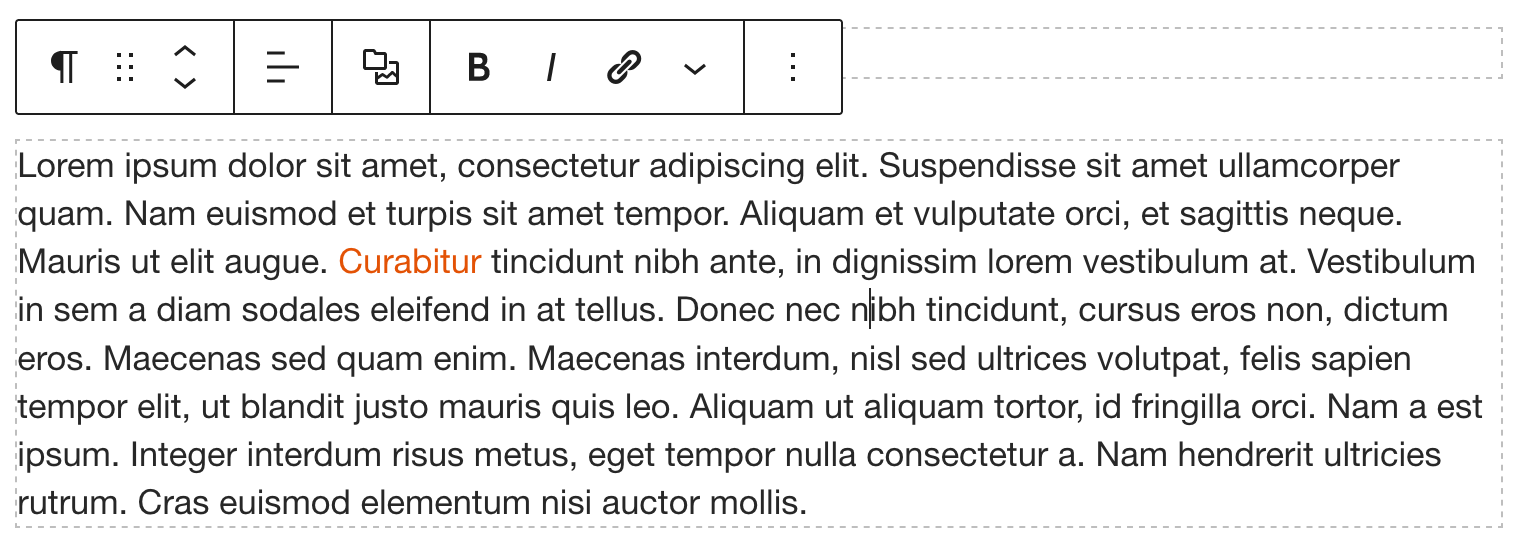 B I
Lorem ipsum dolor sit amet, consectetur adipiscing elit. Suspendisse sit amet ullamcorper
quam. Nam euismod et turpis sit amet tempor. Aliquam et vulputate orci, et sagittis neque.
Mauris ut elit augue. Curabitur tincidunt nibh ante, in dignissim lorem vestibulum at. Vestibulum
in sem a diam sodales eleifend in at tellus. Donec nec nibh tincidunt, cursus eros non, dictum
eros. Maecenas sed quam enim. Maecenas interdum, nisl sed ultrices volutpat, felis sapien
tempor elit, ut blandit justo mauris quis leo. Aliquam ut aliquam tortor, id fringilla orci. Nam a est
ipsum. Integer interdum risus metus, eget tempor nulla consectetur a. Nam hendrerit ultricies
rutrum. Cras euismod elementum nisi auctor mollis.